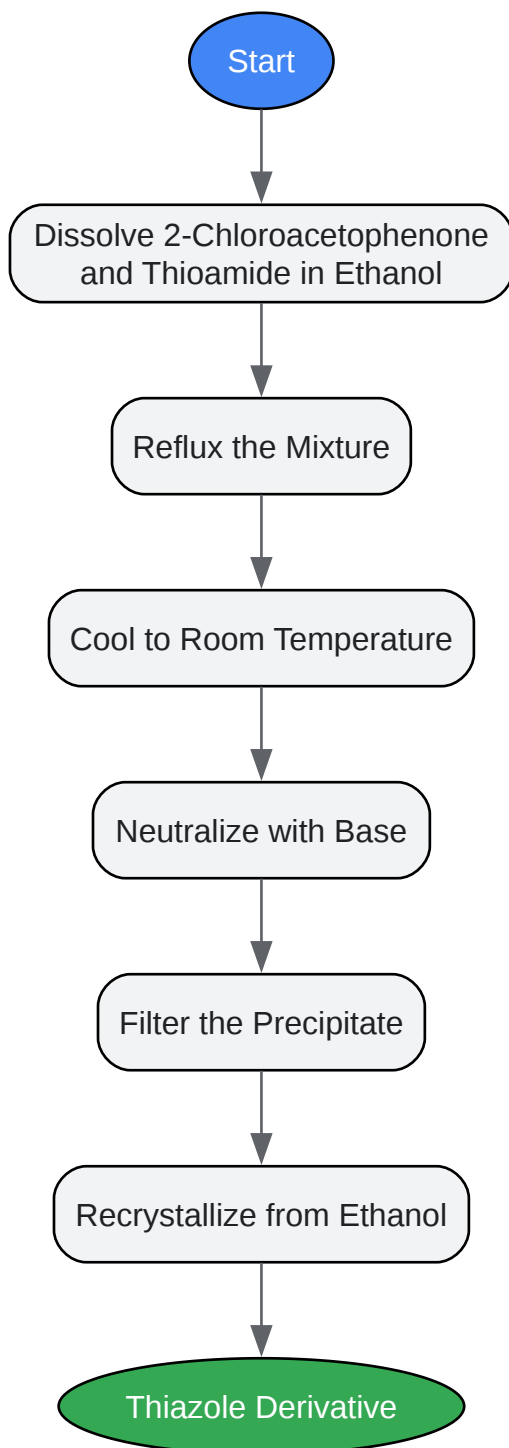 Start
Dissolve 2-Chloroacetophenone
and Thioamide in Ethanol
Reflux the Mixture
Cool to Room Temperature
Neutralize with Base
Filter the Precipitate
Recrystallize from Ethanol
Thiazole Derivative